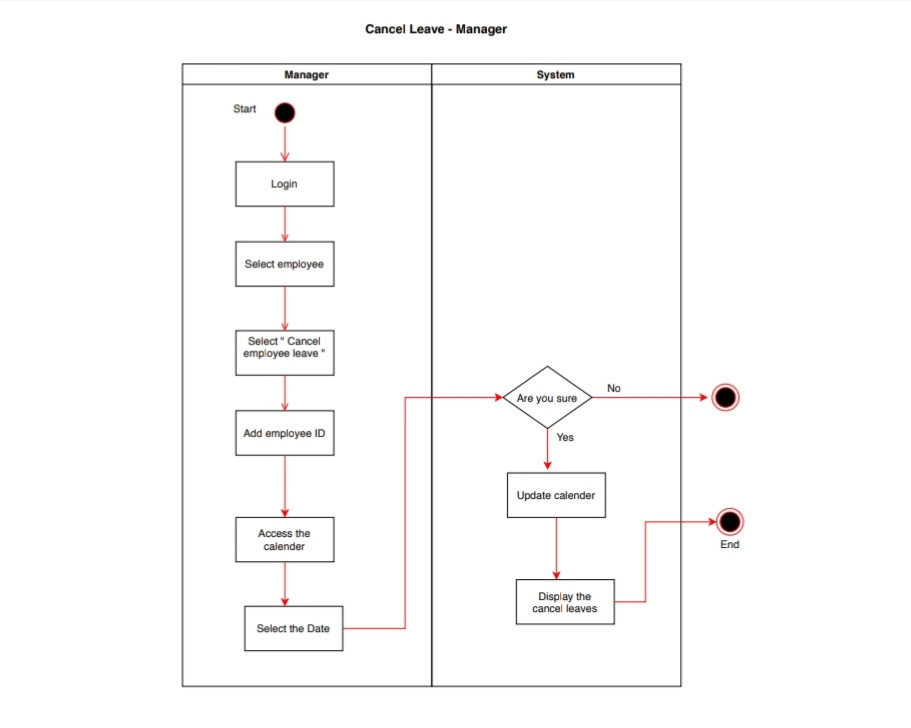 Cancel Leave - Manager
Manager
System
Start
Login
Select employee
Select " Cancel
employee leave "
Add employee ID
Access the
calender
Select the Date
Are you sure
No
Yes
Update calender
Display the
cancel leaves
End